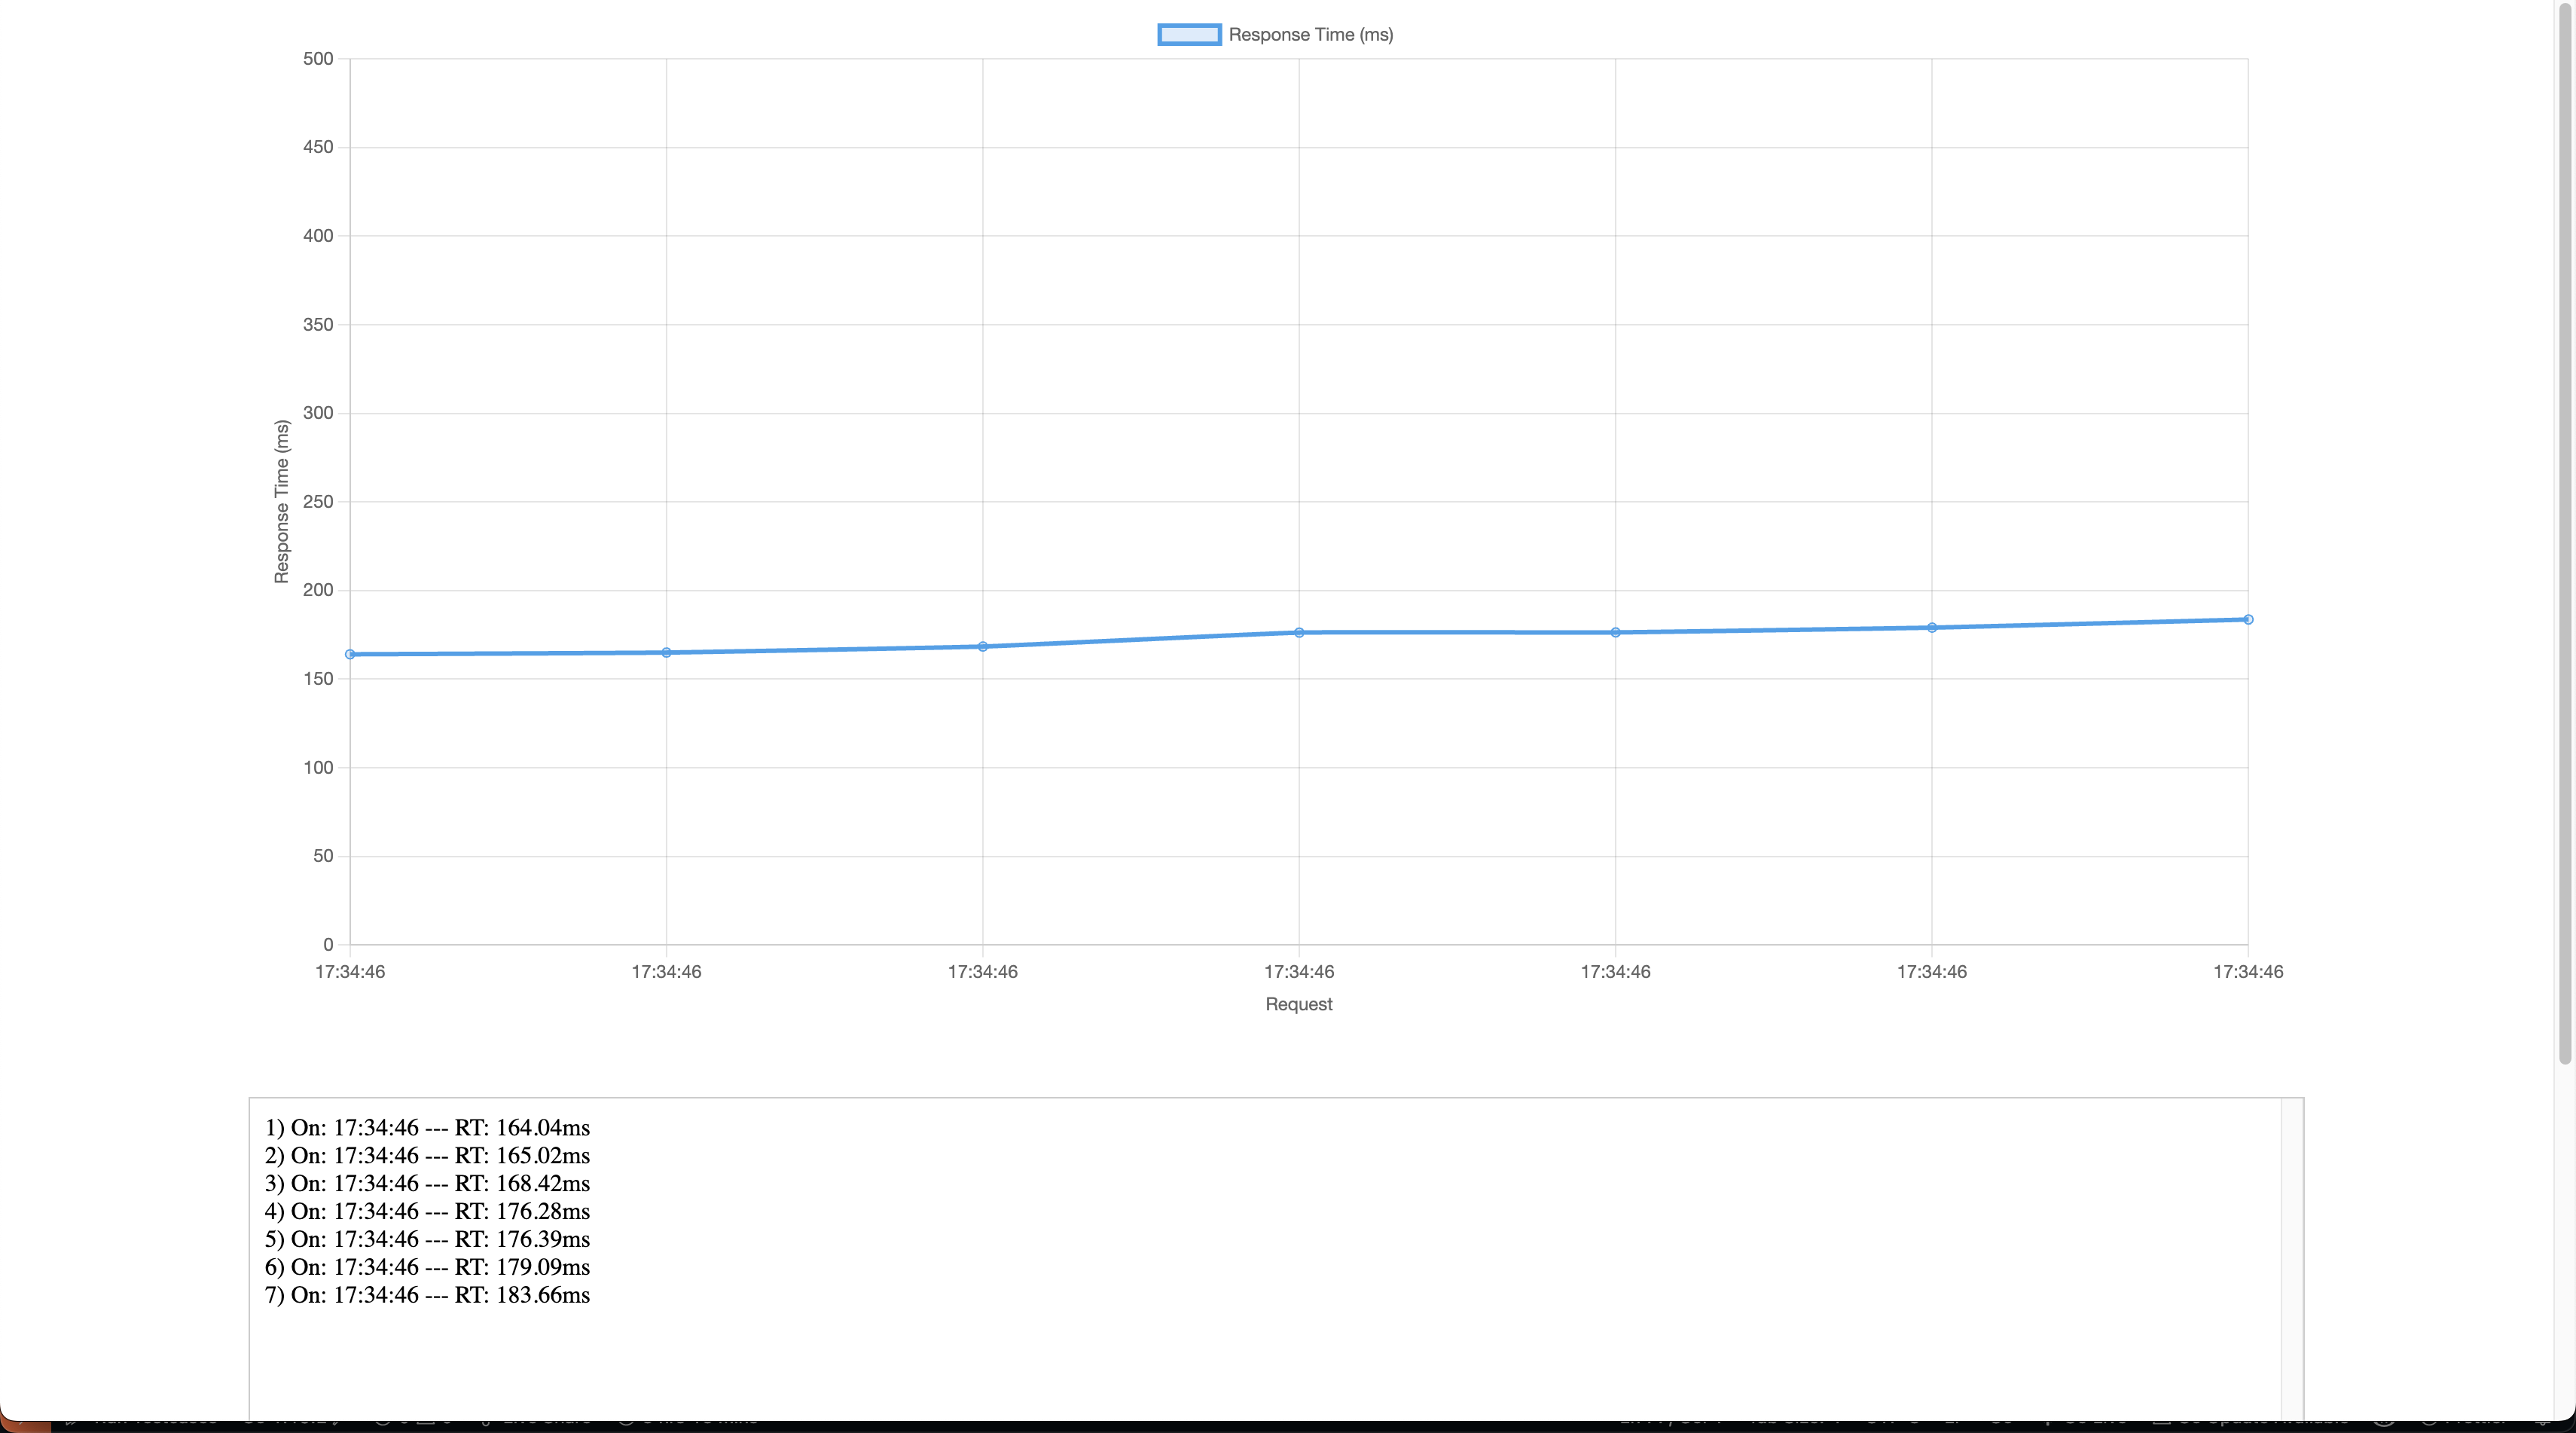 Response Time (ms)
500
450
400
350
300
250
200
150
100
50
0
Response Time (ms)
17:34:46 17:34:46 17:34:46 17:34:46 17:34:46 17:34:46 17:34:46
Request
1) On: 17:34:46 --- RT: 164.04ms
2) On: 17:34:46 --- RT: 165.02ms
3) On: 17:34:46 --- RT: 168.42ms
4) On: 17:34:46 --- RT: 176.28ms
5) On: 17:34:46 --- RT: 176.39ms
6) On: 17:34:46 --- RT: 179.09ms
7) On: 17:34:46 --- RT: 183.66ms